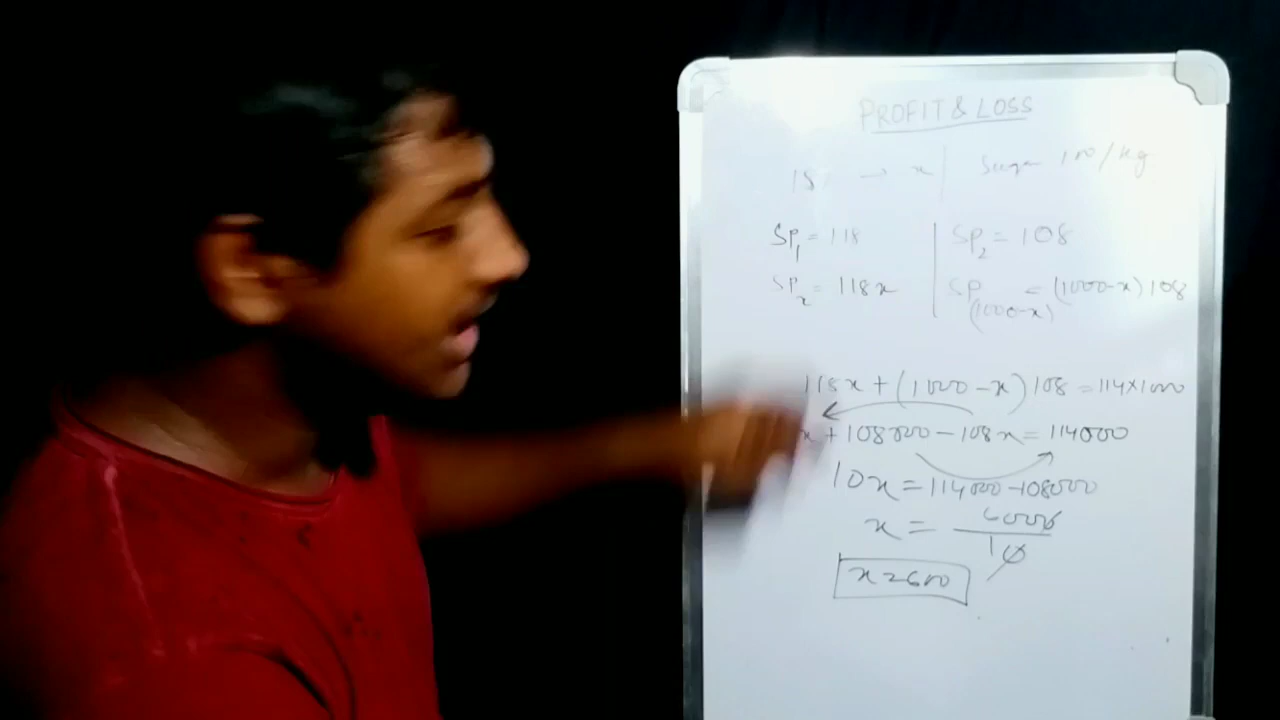 PROFIT & LOSS
18 → x | Sugar 100/kg
SP₁ = 118 | SP₂ = 108
SPₓ = 118x | SP(1000-x) = (1000-x)108
118x + (1000-x)108 = 114×1000
x + 108000 - 108x = 114000
10x = 114000 - 108000
x = 6000/10
x = 600